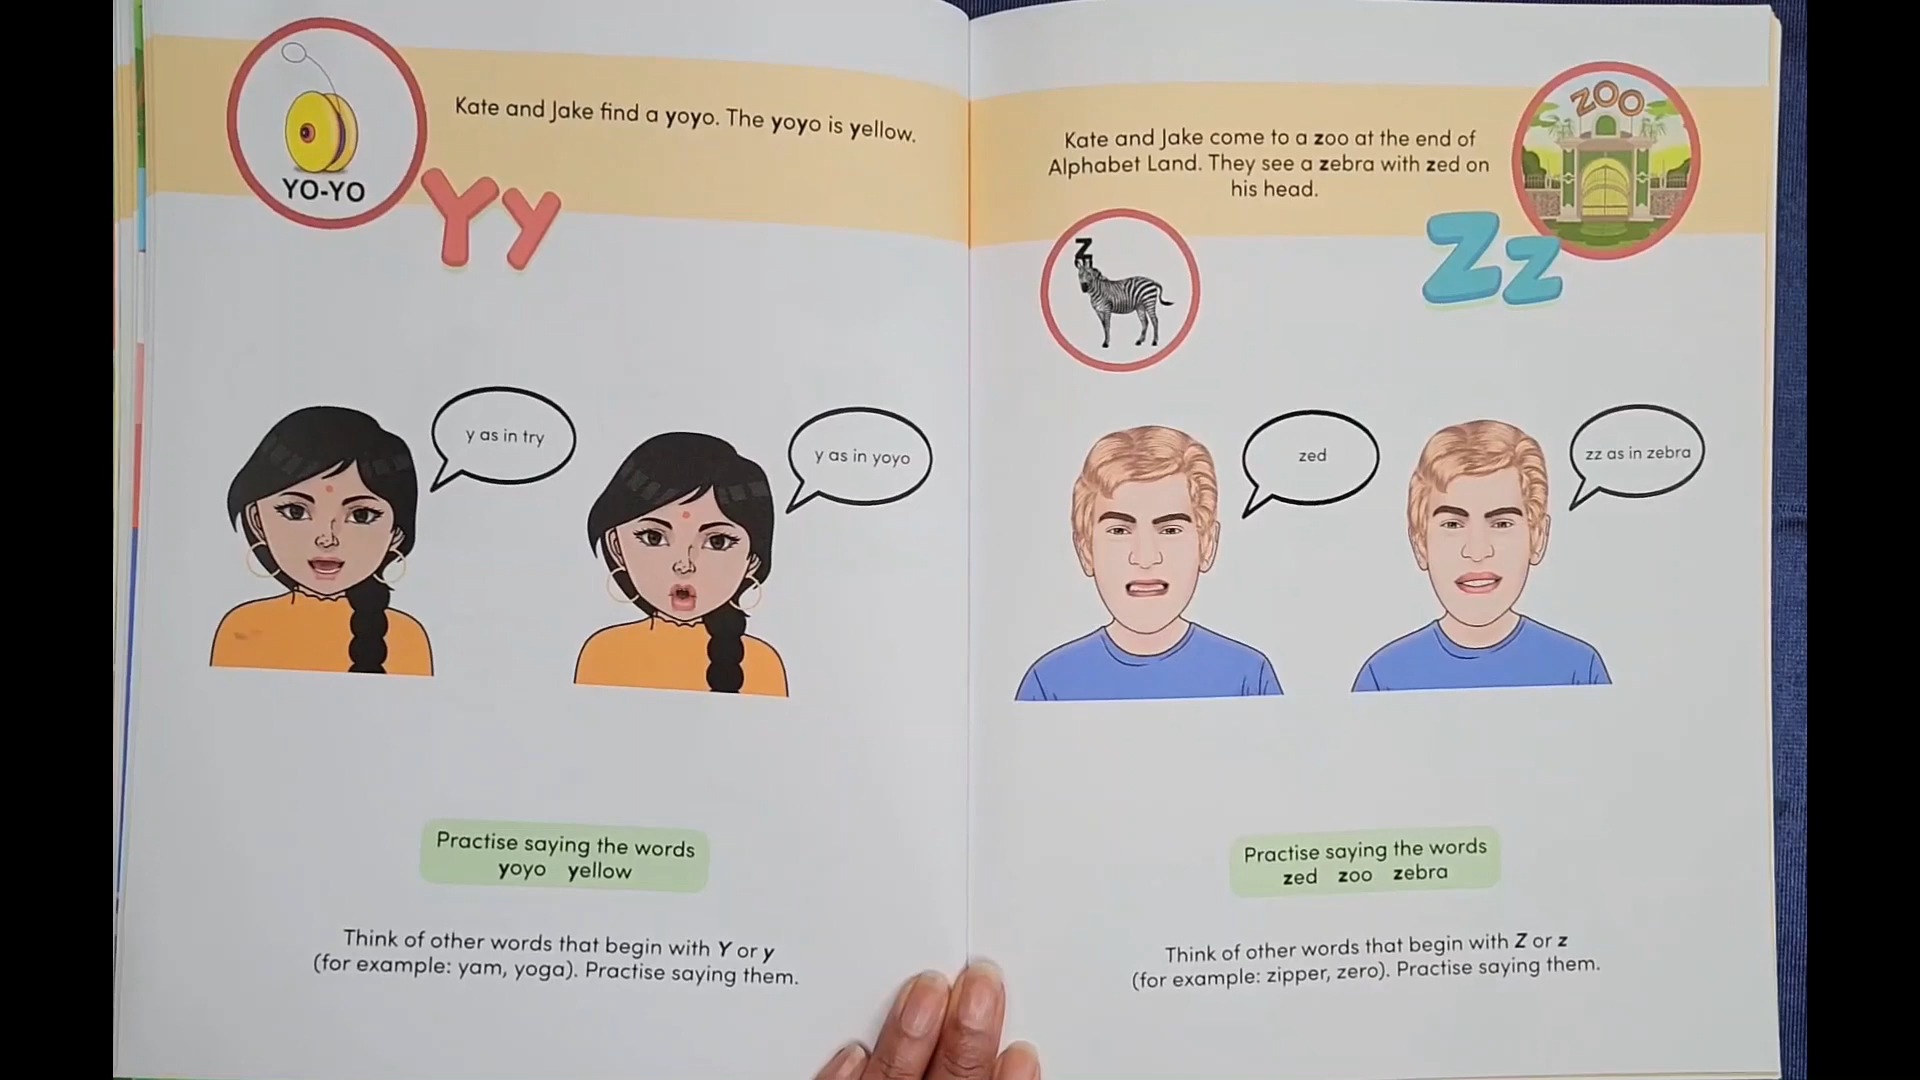 YO-YO
Kate and Jake find a yoyo. The yoyo is yellow.
Yy
y as in try
y as in yoyo
Practise saying the words
yoyo yellow
Think of other words that begin with Y or y
(for example: yam, yoga). Practise saying them.
Kate and Jake come to a zoo at the end of
Alphabet Land. They see a zebra with zed on
his head.
ZOO
Z
Zz
zed
zz as in zebra
Practise saying the words
zed zoo zebra
Think of other words that begin with Z or z
(for example: zipper, zero). Practise saying them.